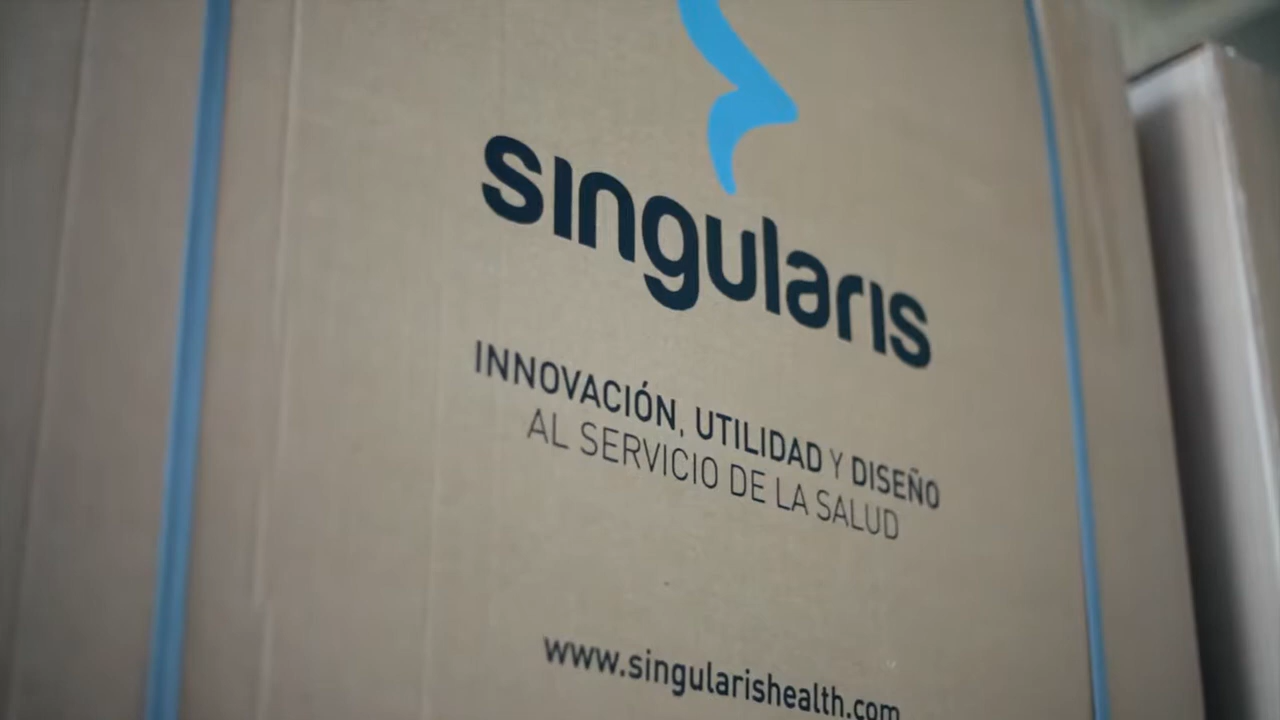 singularis
INNOVACIÓN, UTILIDAD Y DISEÑO
AL SERVICIO DE LA SALUD
www.singularishealth.com